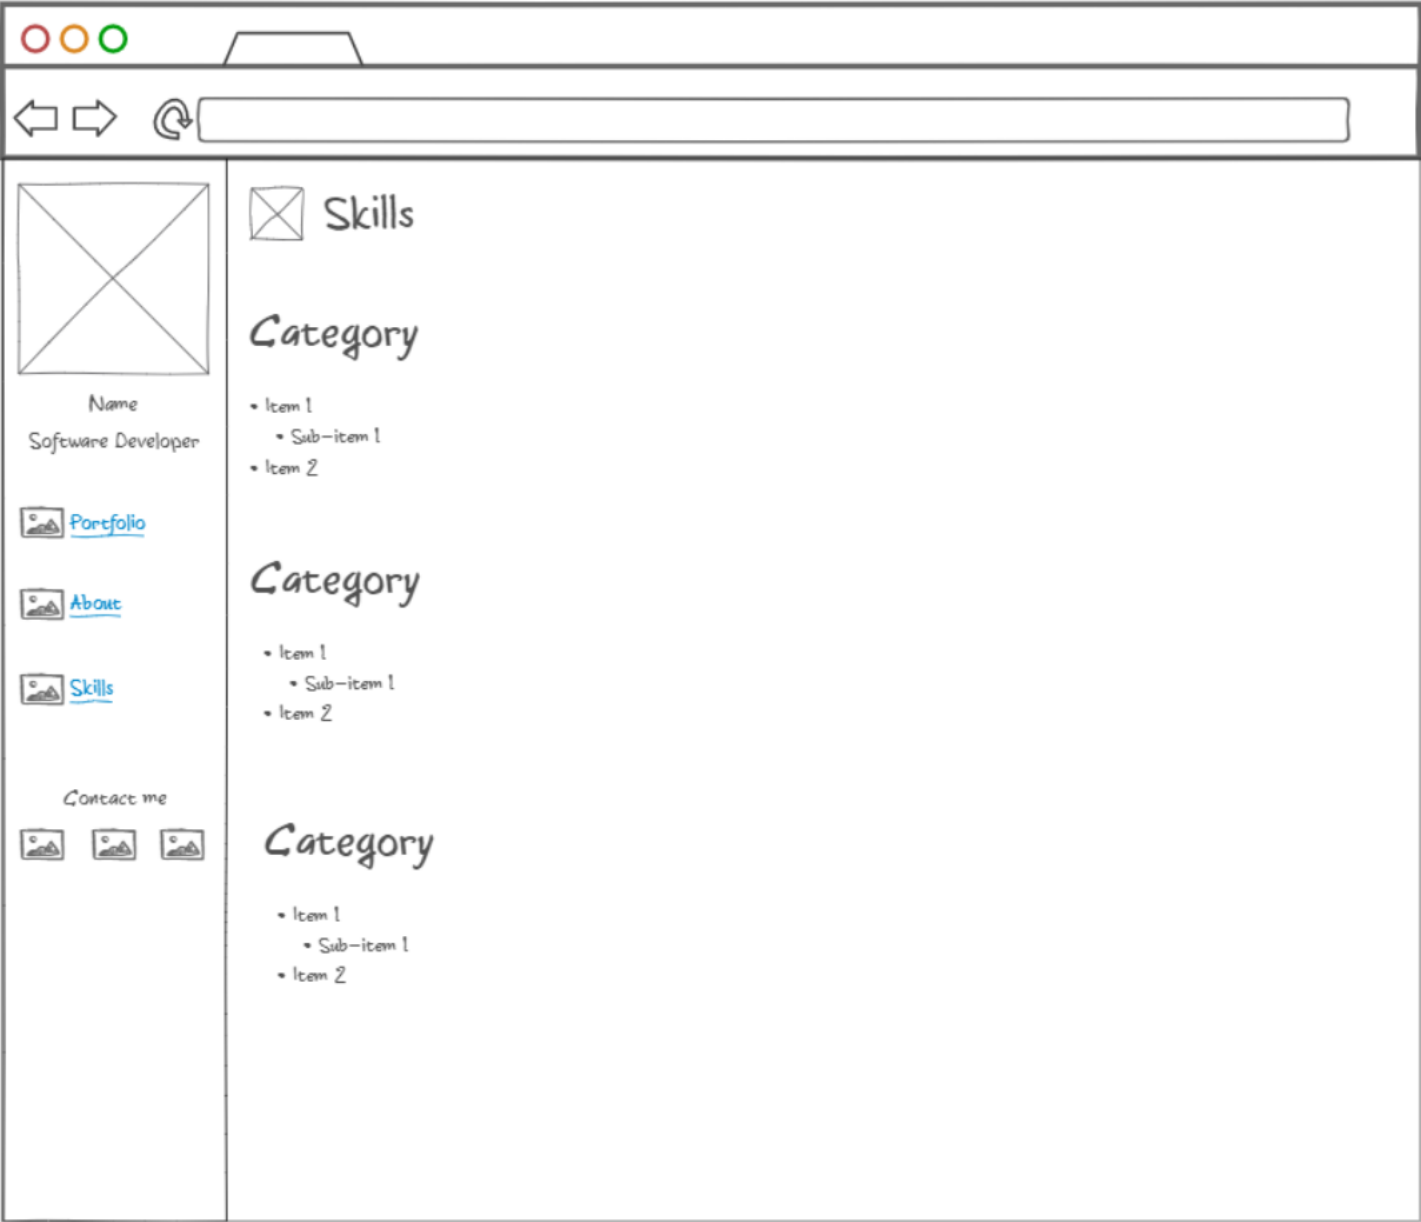 Name
Software Developer
Portfolio
About
Skills
Contact me
Skills
Category
• Item 1
• Sub-item 1
• Item 2
Category
• Item 1
• Sub-item 1
• Item 2
Category
• Item 1
• Sub-item 1
• Item 2